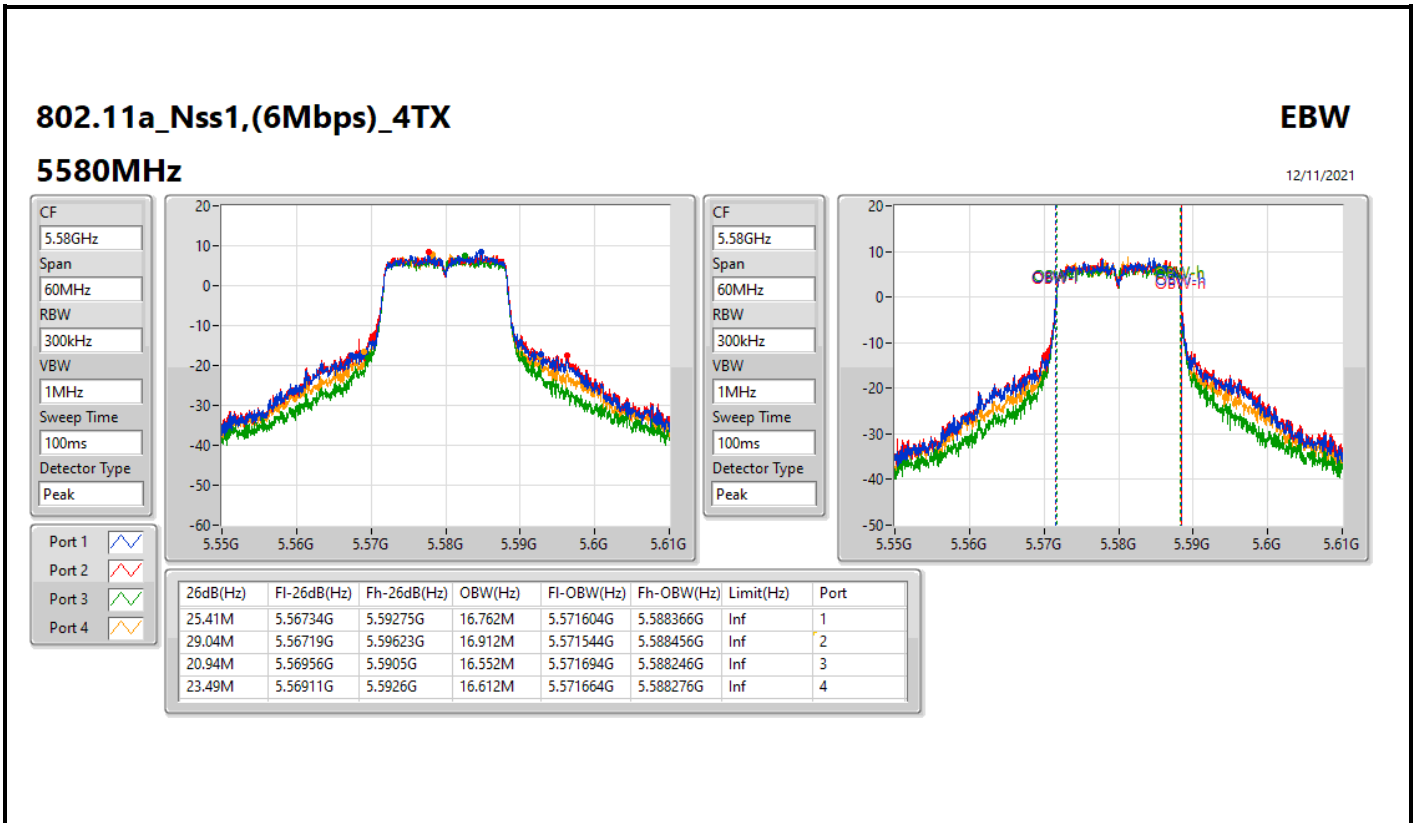 802.11a_Nss1,(6Mbps)_4TX
EBW
5580MHz
12/11/2021
CF
5.58GHz
Span
60MHz
RBW
300kHz
VBW
1MHz
Sweep Time
100ms
Detector Type
Peak
20
10
0
-10
-20
-30
-40
-50
-60
5.55G 5.56G 5.57G 5.58G 5.59G 5.6G 5.61G
CF
5.58GHz
Span
60MHz
RBW
300kHz
VBW
1MHz
Sweep Time
100ms
Detector Type
Peak
20
10
0
-10
-20
-30
-40
-50
5.55G 5.56G 5.57G 5.58G 5.59G 5.6G 5.61G
Port 1
Port 2
Port 3
Port 4
26dB(Hz) Fl-26dB(Hz) Fh-26dB(Hz) OBW(Hz) Fl-OBW(Hz) Fh-OBW(Hz) Limit(Hz) Port
25.41M 5.56734G 5.59275G 16.762M 5.571604G 5.588366G Inf 1
29.04M 5.56719G 5.59623G 16.912M 5.571544G 5.588456G Inf 2
20.94M 5.56956G 5.5905G 16.552M 5.571694G 5.588246G Inf 3
23.49M 5.56911G 5.5926G 16.612M 5.571664G 5.588276G Inf 4